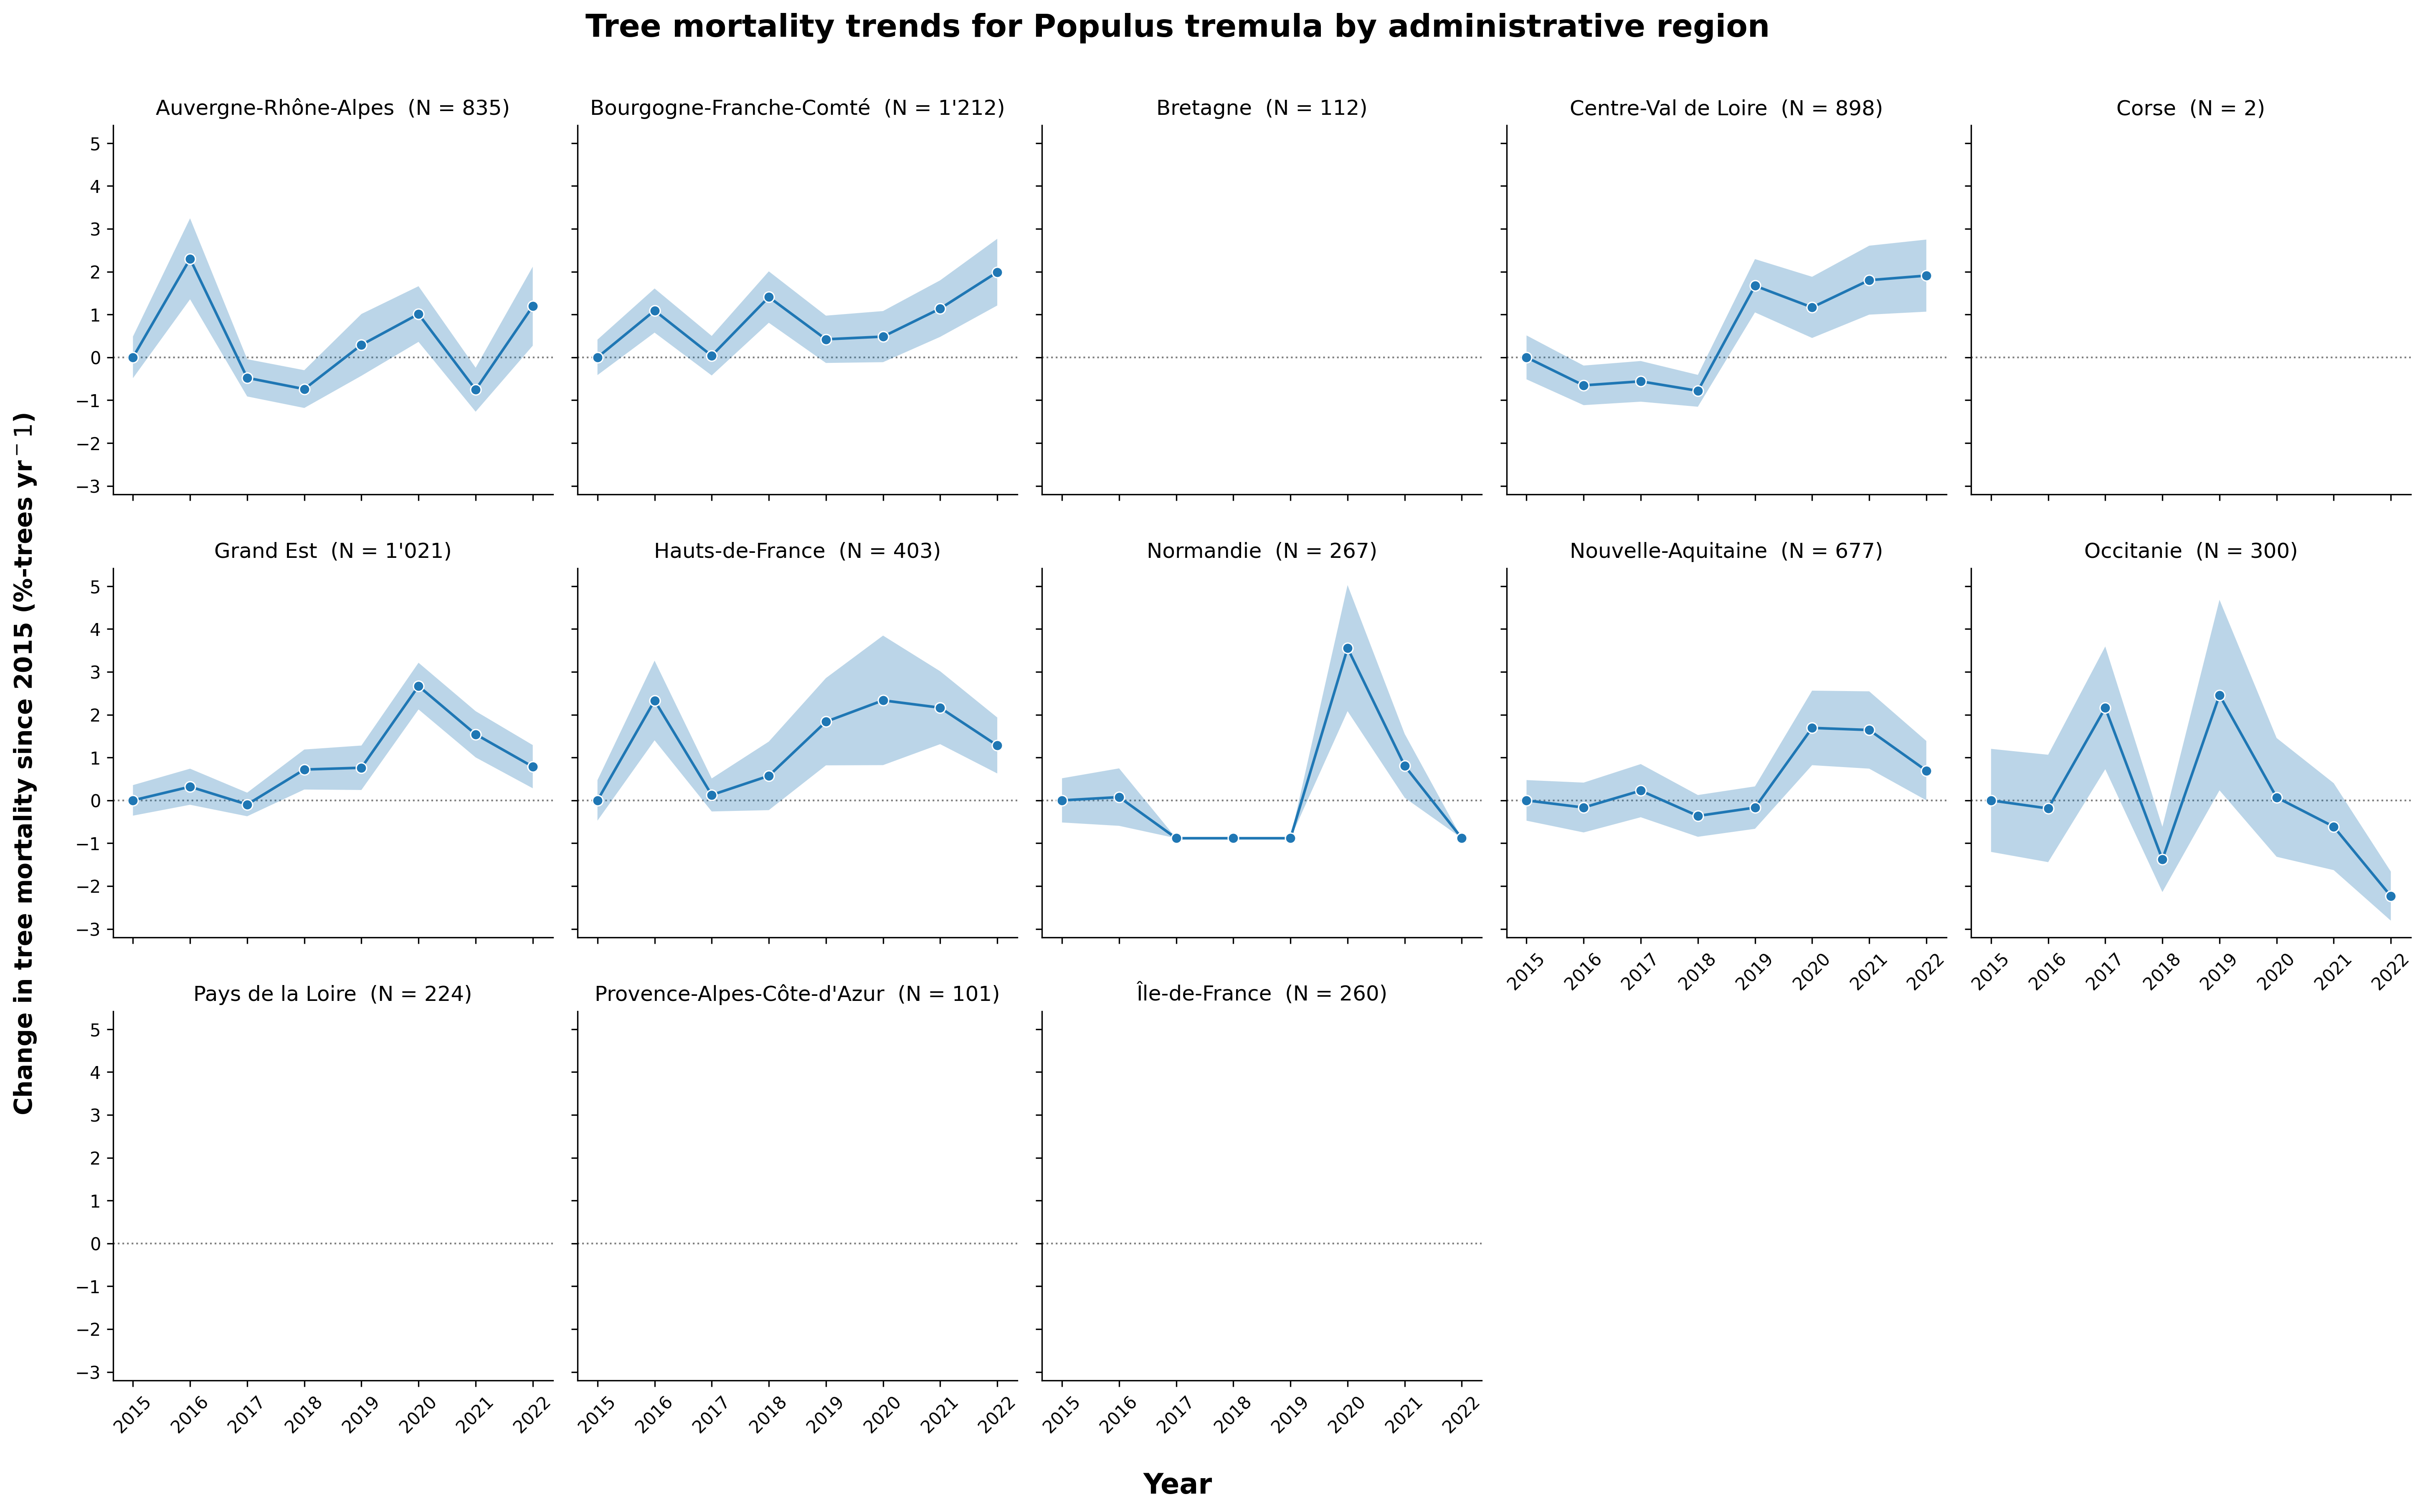 Tree mortality trends for Populus tremula by administrative region
Change in tree mortality since 2015 (%-trees yr⁻ 1)
Auvergne-Rhône-Alpes (N = 835)
5
4
3
2
1
0
−1
−2
−3
Bourgogne-Franche-Comté (N = 1'212)
Bretagne (N = 112)
Centre-Val de Loire (N = 898)
Corse (N = 2)
Grand Est (N = 1'021)
5
4
3
2
1
0
−1
−2
−3
Hauts-de-France (N = 403)
Normandie (N = 267)
Nouvelle-Aquitaine (N = 677)
2015 2016 2017 2018 2019 2020 2021 2022
Occitanie (N = 300)
2015 2016 2017 2018 2019 2020 2021 2022
Pays de la Loire (N = 224)
5
4
3
2
1
0
−1
−2
−3
2015 2016 2017 2018 2019 2020 2021 2022
Provence-Alpes-Côte-d'Azur (N = 101)
2015 2016 2017 2018 2019 2020 2021 2022
Île-de-France (N = 260)
2015 2016 2017 2018 2019 2020 2021 2022
Year